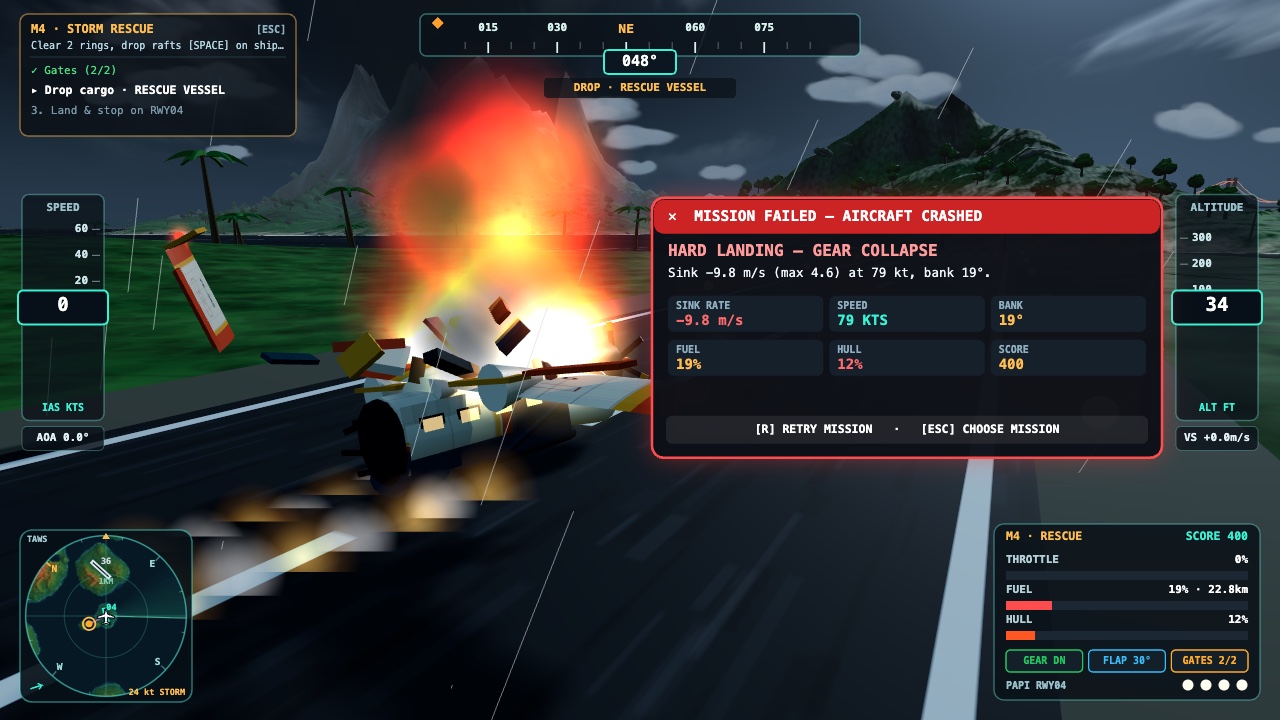 M4 · STORM RESCUE [ESC]
Clear 2 rings, drop rafts [SPACE] on ship…
✓ Gates (2/2)
▸ Drop cargo · RESCUE VESSEL
3. Land & stop on RWY04
015 030 NE 060 075
048°
DROP · RESCUE VESSEL
SPEED
60
40
20
0
IAS KTS
AOA 0.0°
× MISSION FAILED — AIRCRAFT CRASHED
HARD LANDING — GEAR COLLAPSE
Sink −9.8 m/s (max 4.6) at 79 kt, bank 19°.
SINK RATE
−9.8 m/s
SPEED
79 KTS
BANK
19°
FUEL
19%
HULL
12%
SCORE
400
[R] RETRY MISSION · [ESC] CHOOSE MISSION
ALTITUDE
300
200
100
34
ALT FT
VS +0.0m/s
TAWS
N
E
36
1KM
04
W
S
24 kt STORM
M4 · RESCUE SCORE 400
THROTTLE 0%
FUEL 19% · 22.8km
HULL 12%
GEAR DN FLAP 30° GATES 2/2
PAPI RWY04